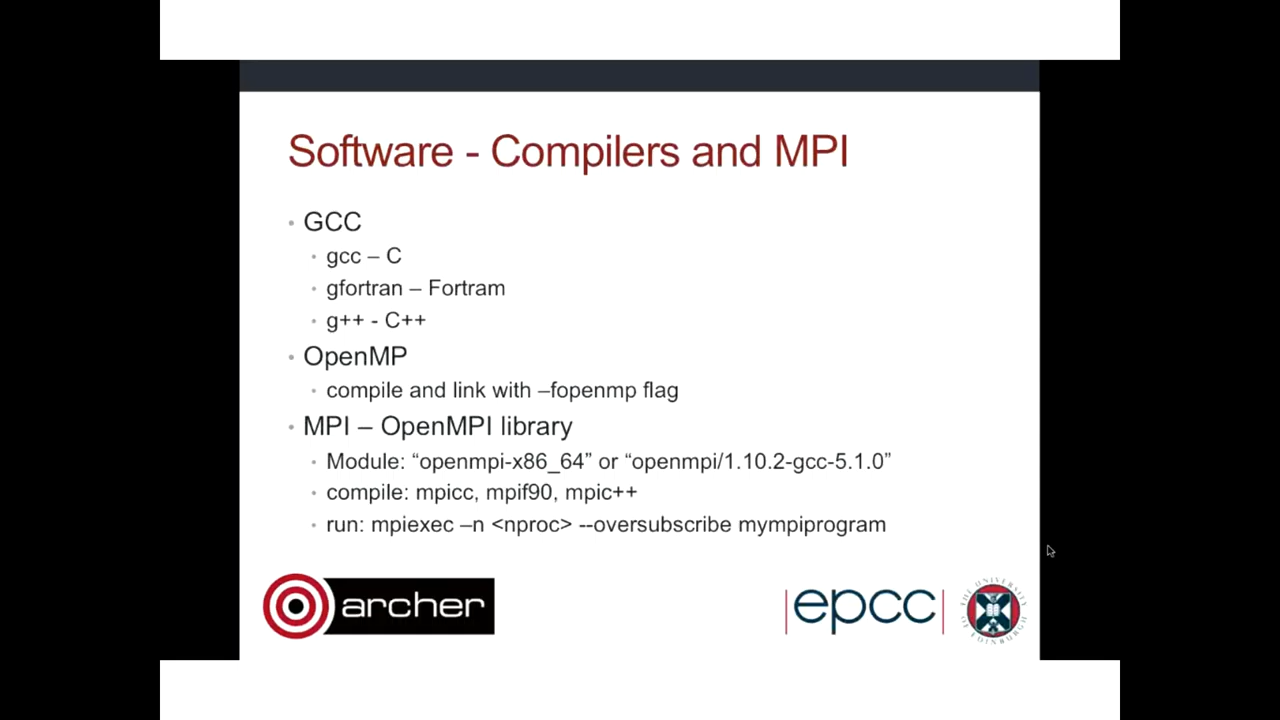 Software - Compilers and MPI
• GCC
• gcc – C
• gfortran – Fortram
• g++ - C++
• OpenMP
• compile and link with –fopenmp flag
• MPI – OpenMPI library
• Module: “openmpi-x86_64” or “openmpi/1.10.2-gcc-5.1.0”
• compile: mpicc, mpif90, mpic++
• run: mpiexec –n <nproc> --oversubscribe mympiprogram
archer
epcc
THE UNIVERSITY OF EDINBURGH